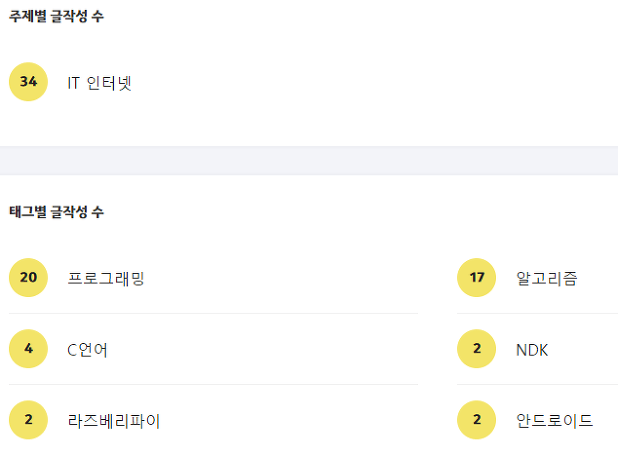 주제별 글작성 수
34 IT 인터넷
태그별 글작성 수
20 프로그래밍 17 알고리즘
4 C언어 2 NDK
2 라즈베리파이 2 안드로이드